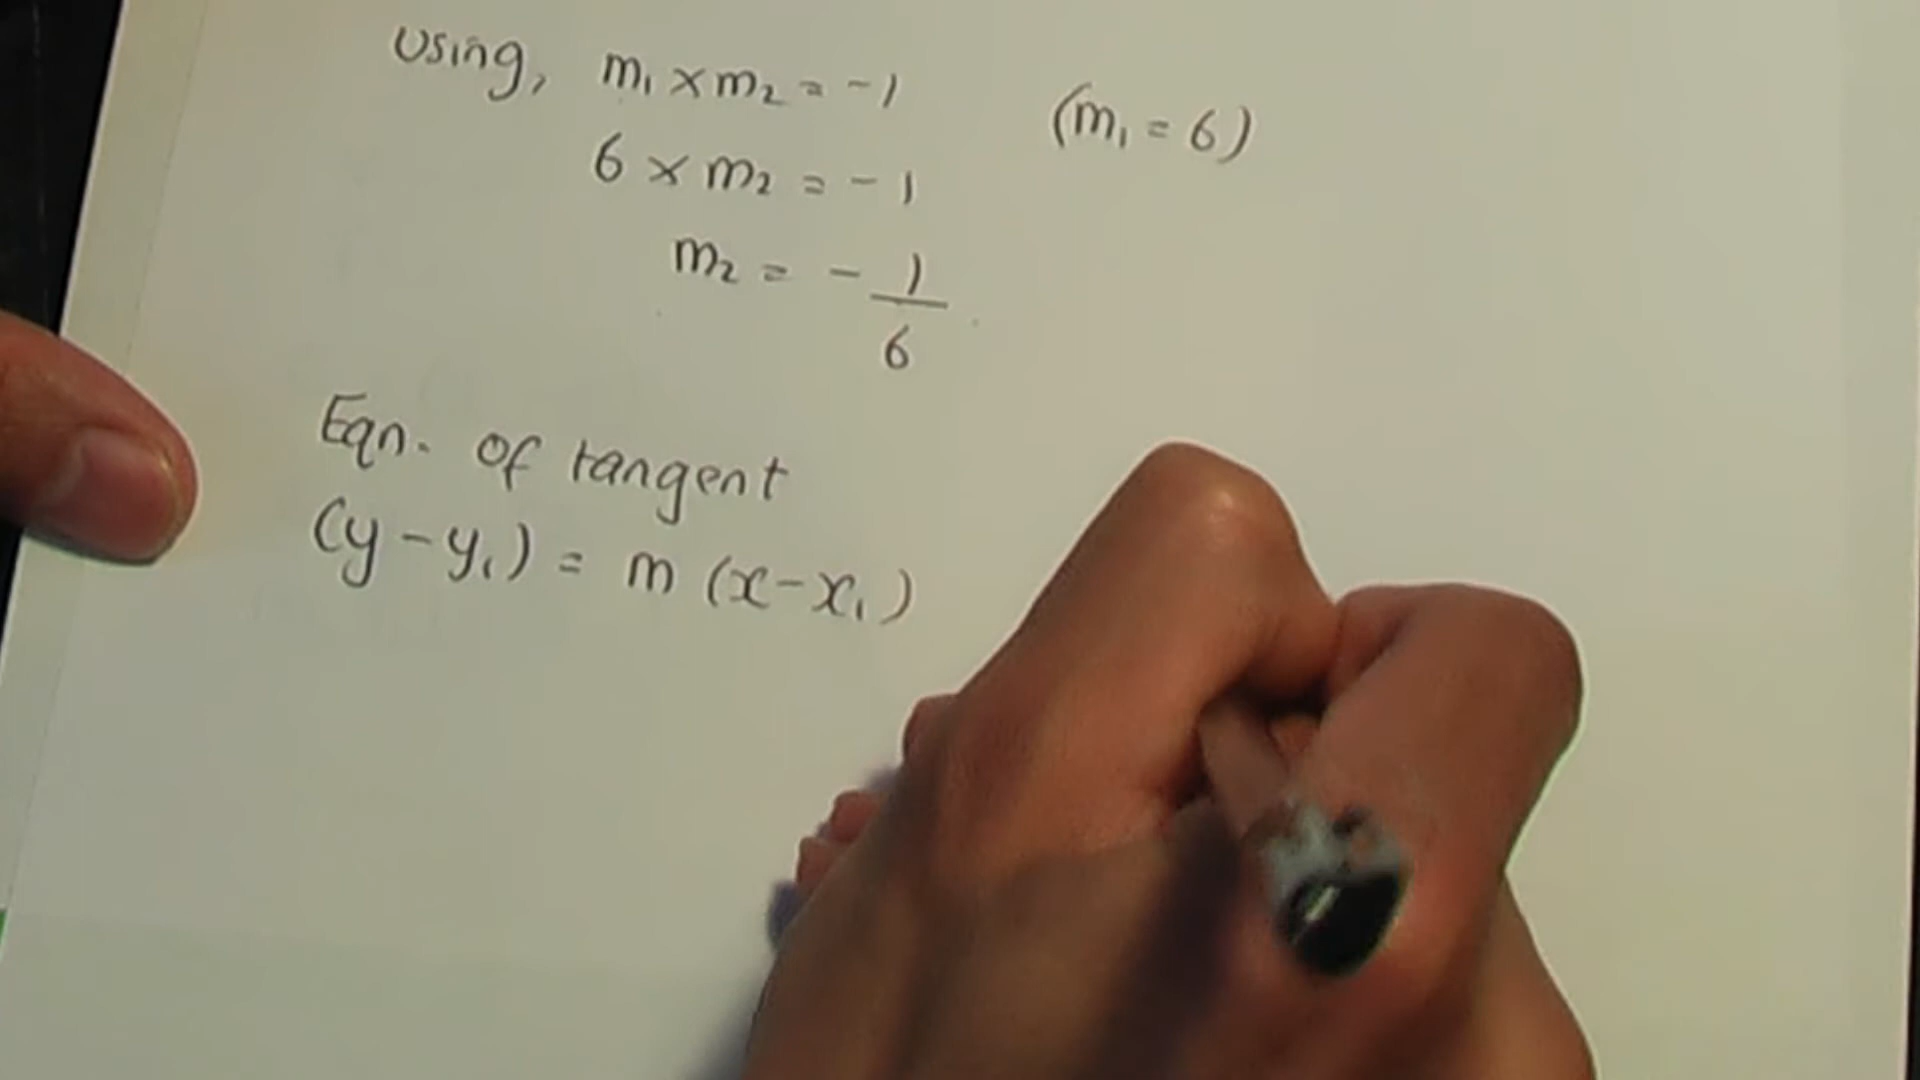 Using, m₁ × m₂ = -1 (m₁ = 6)
6 × m₂ = -1
m₂ = - 1/6
Eqn. of tangent
(y - y₁) = m (x - x₁)